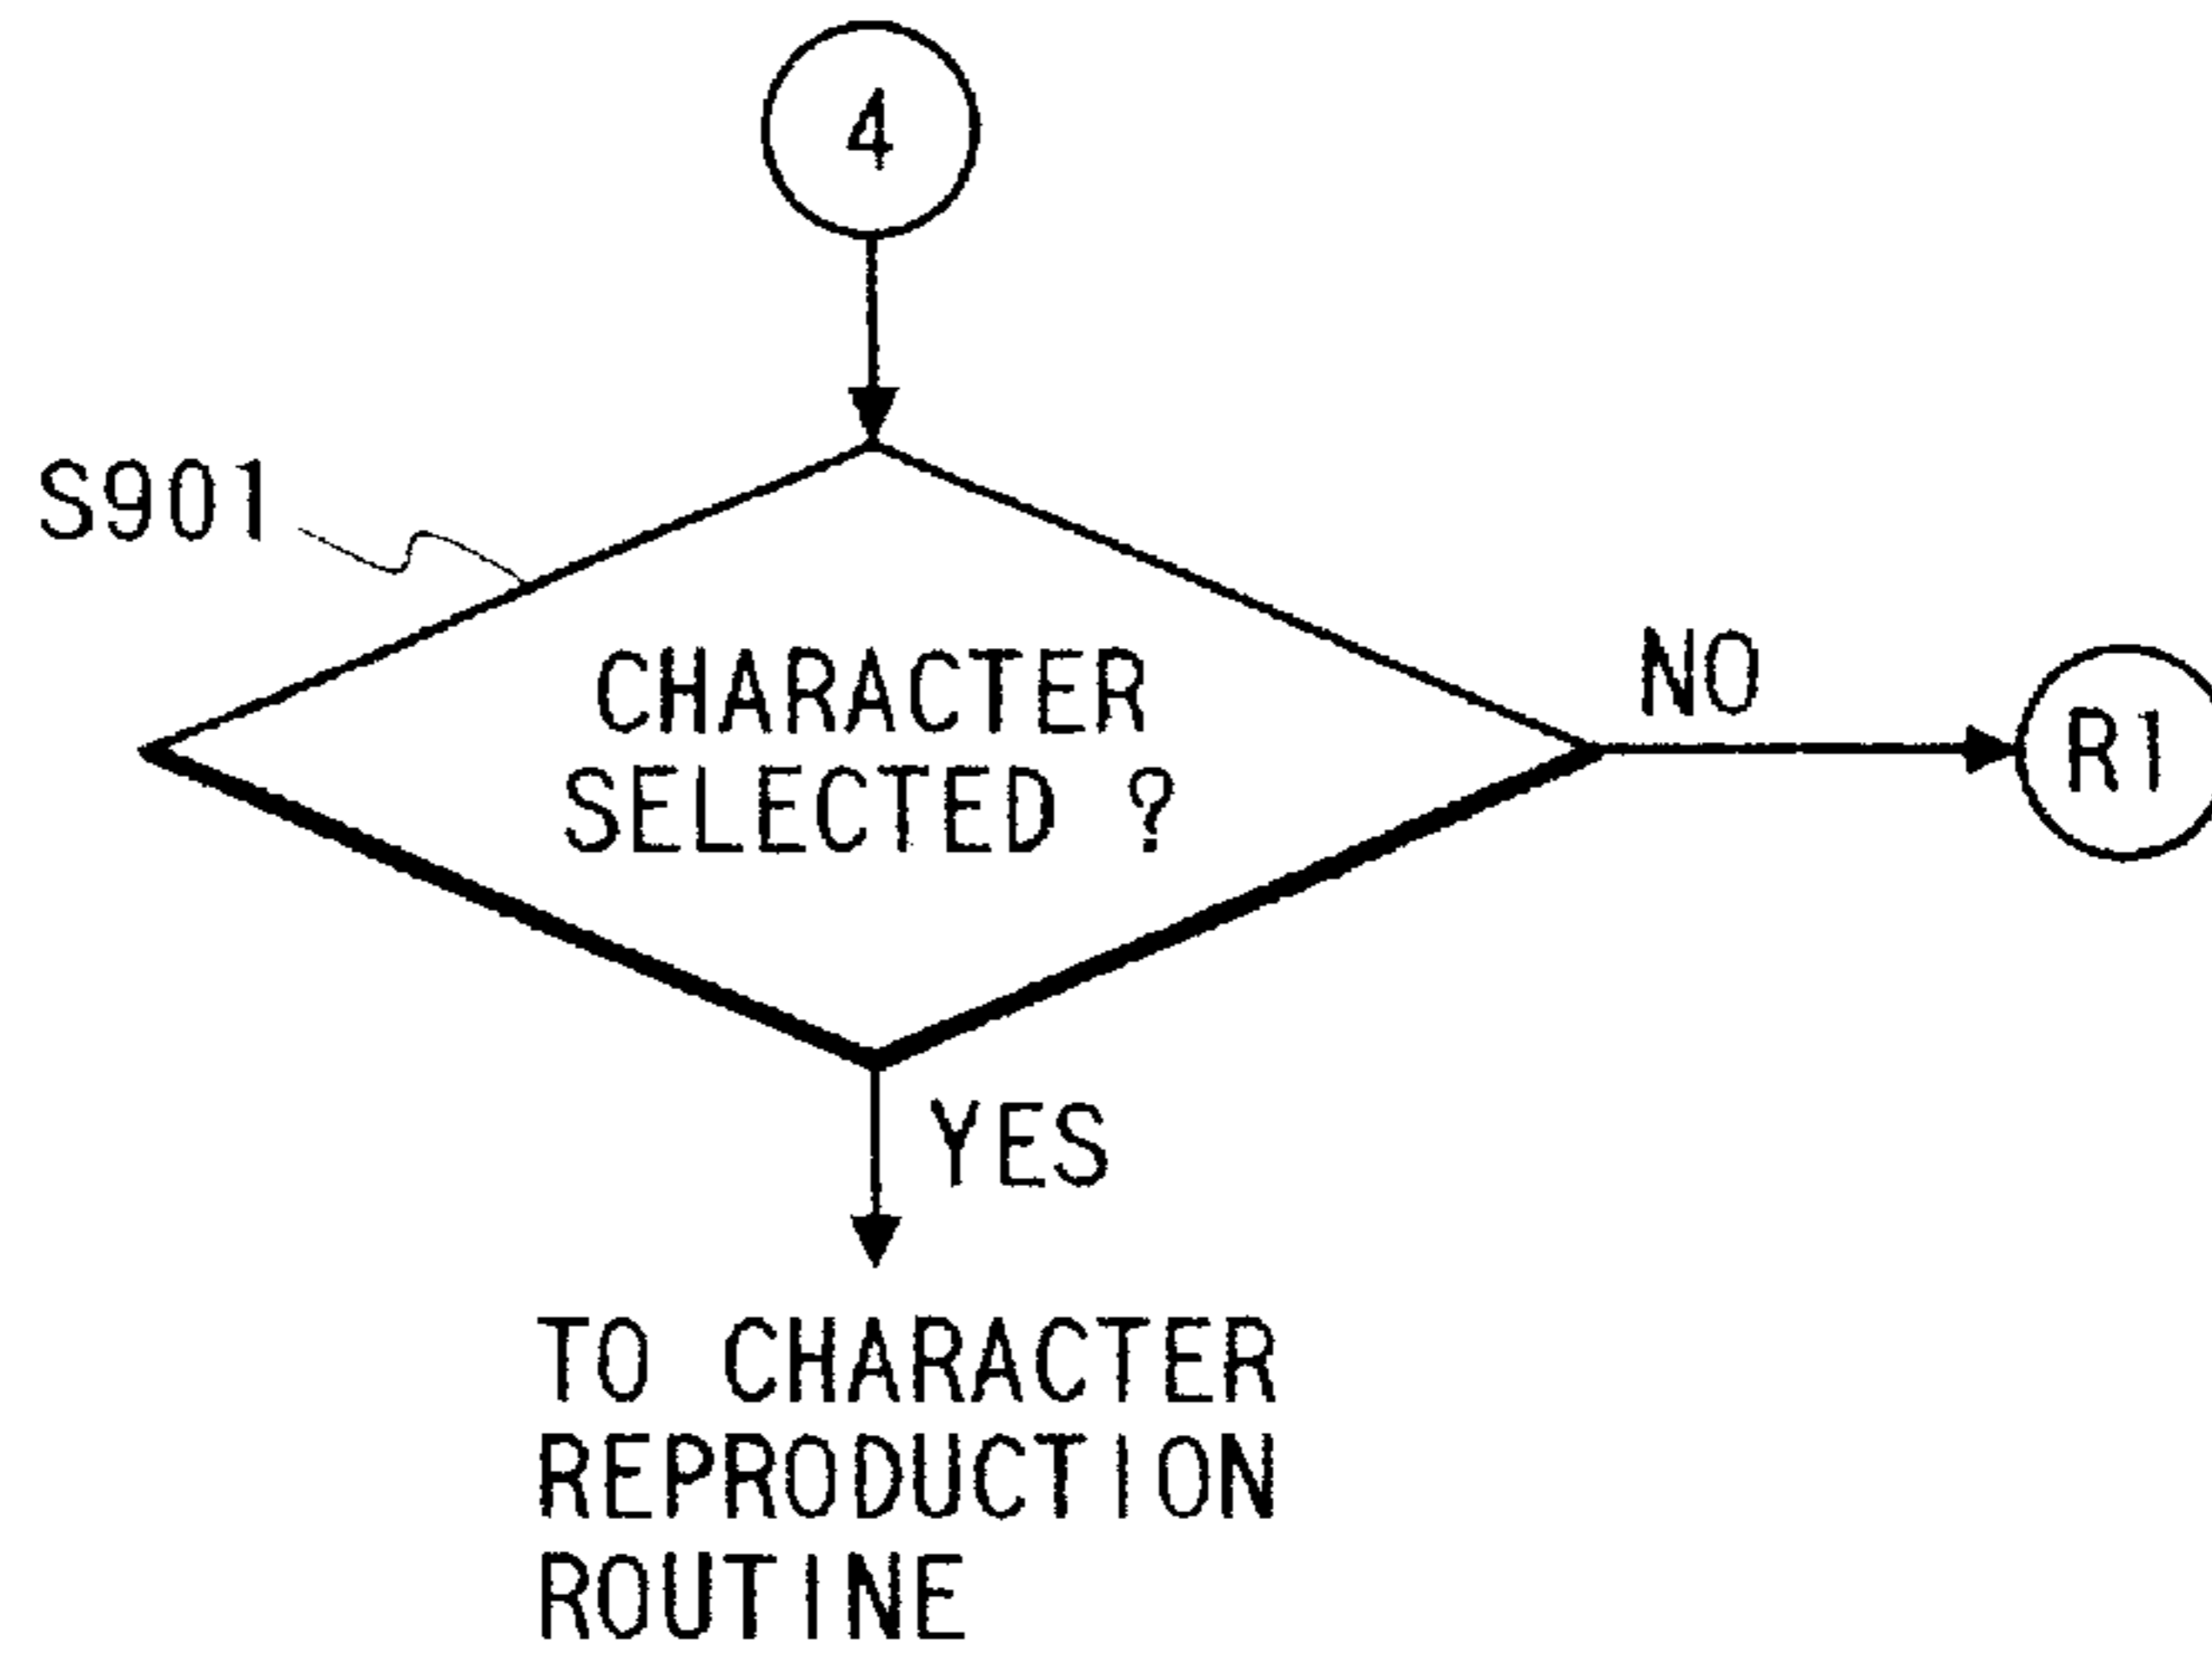 4
S901
CHARACTER
SELECTED ?
NO
R1
YES
TO CHARACTER
REPRODUCTION
ROUTINE